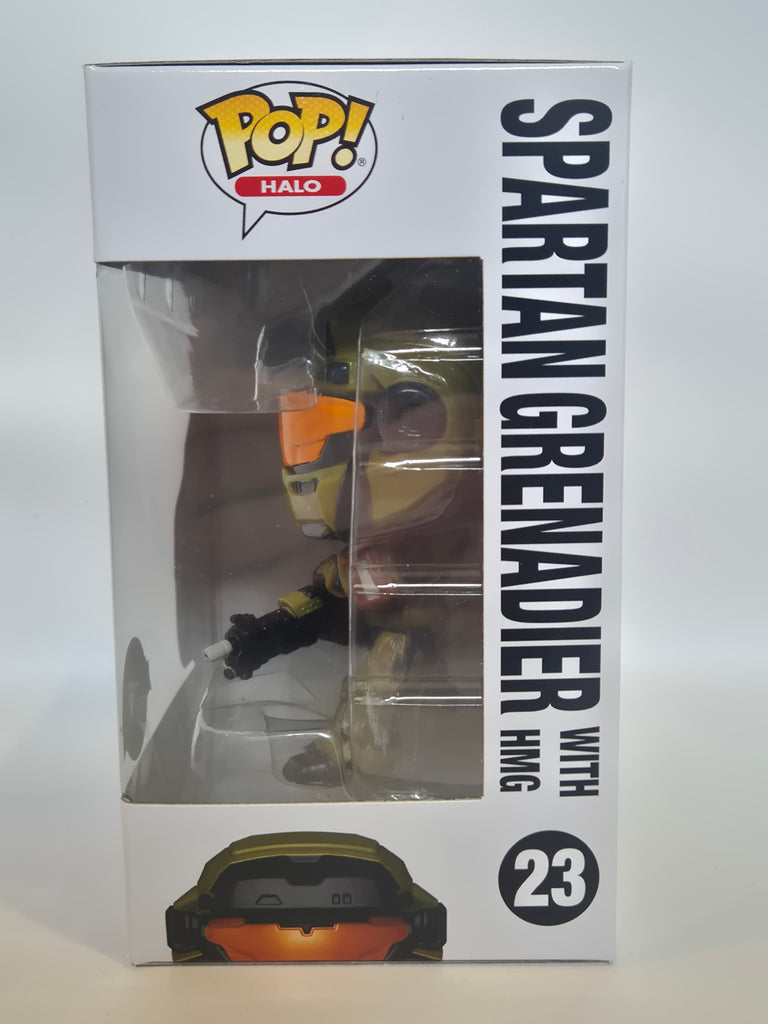 POP!®
HALO
SPARTAN GRENADIER WITH
HMG
23